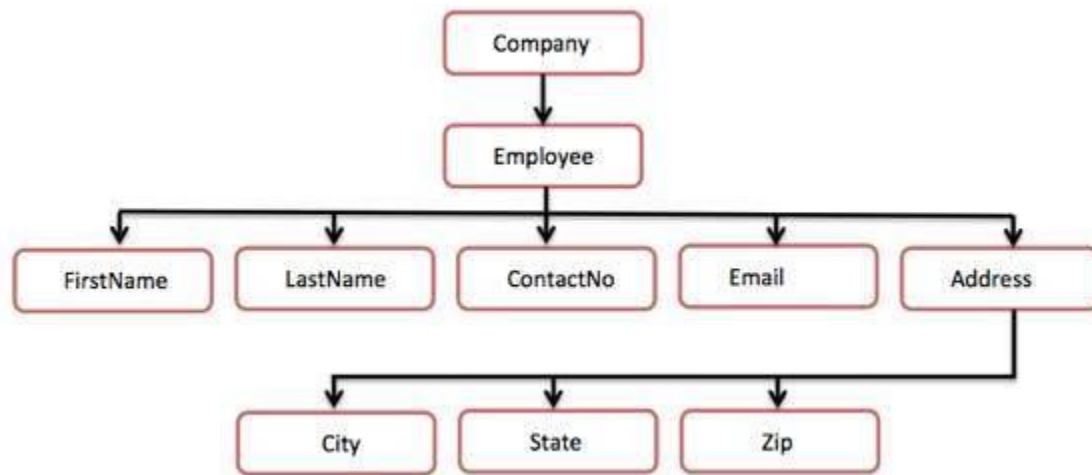 Company
Employee
FirstName
LastName
ContactNo
Email
Address
City
State
Zip